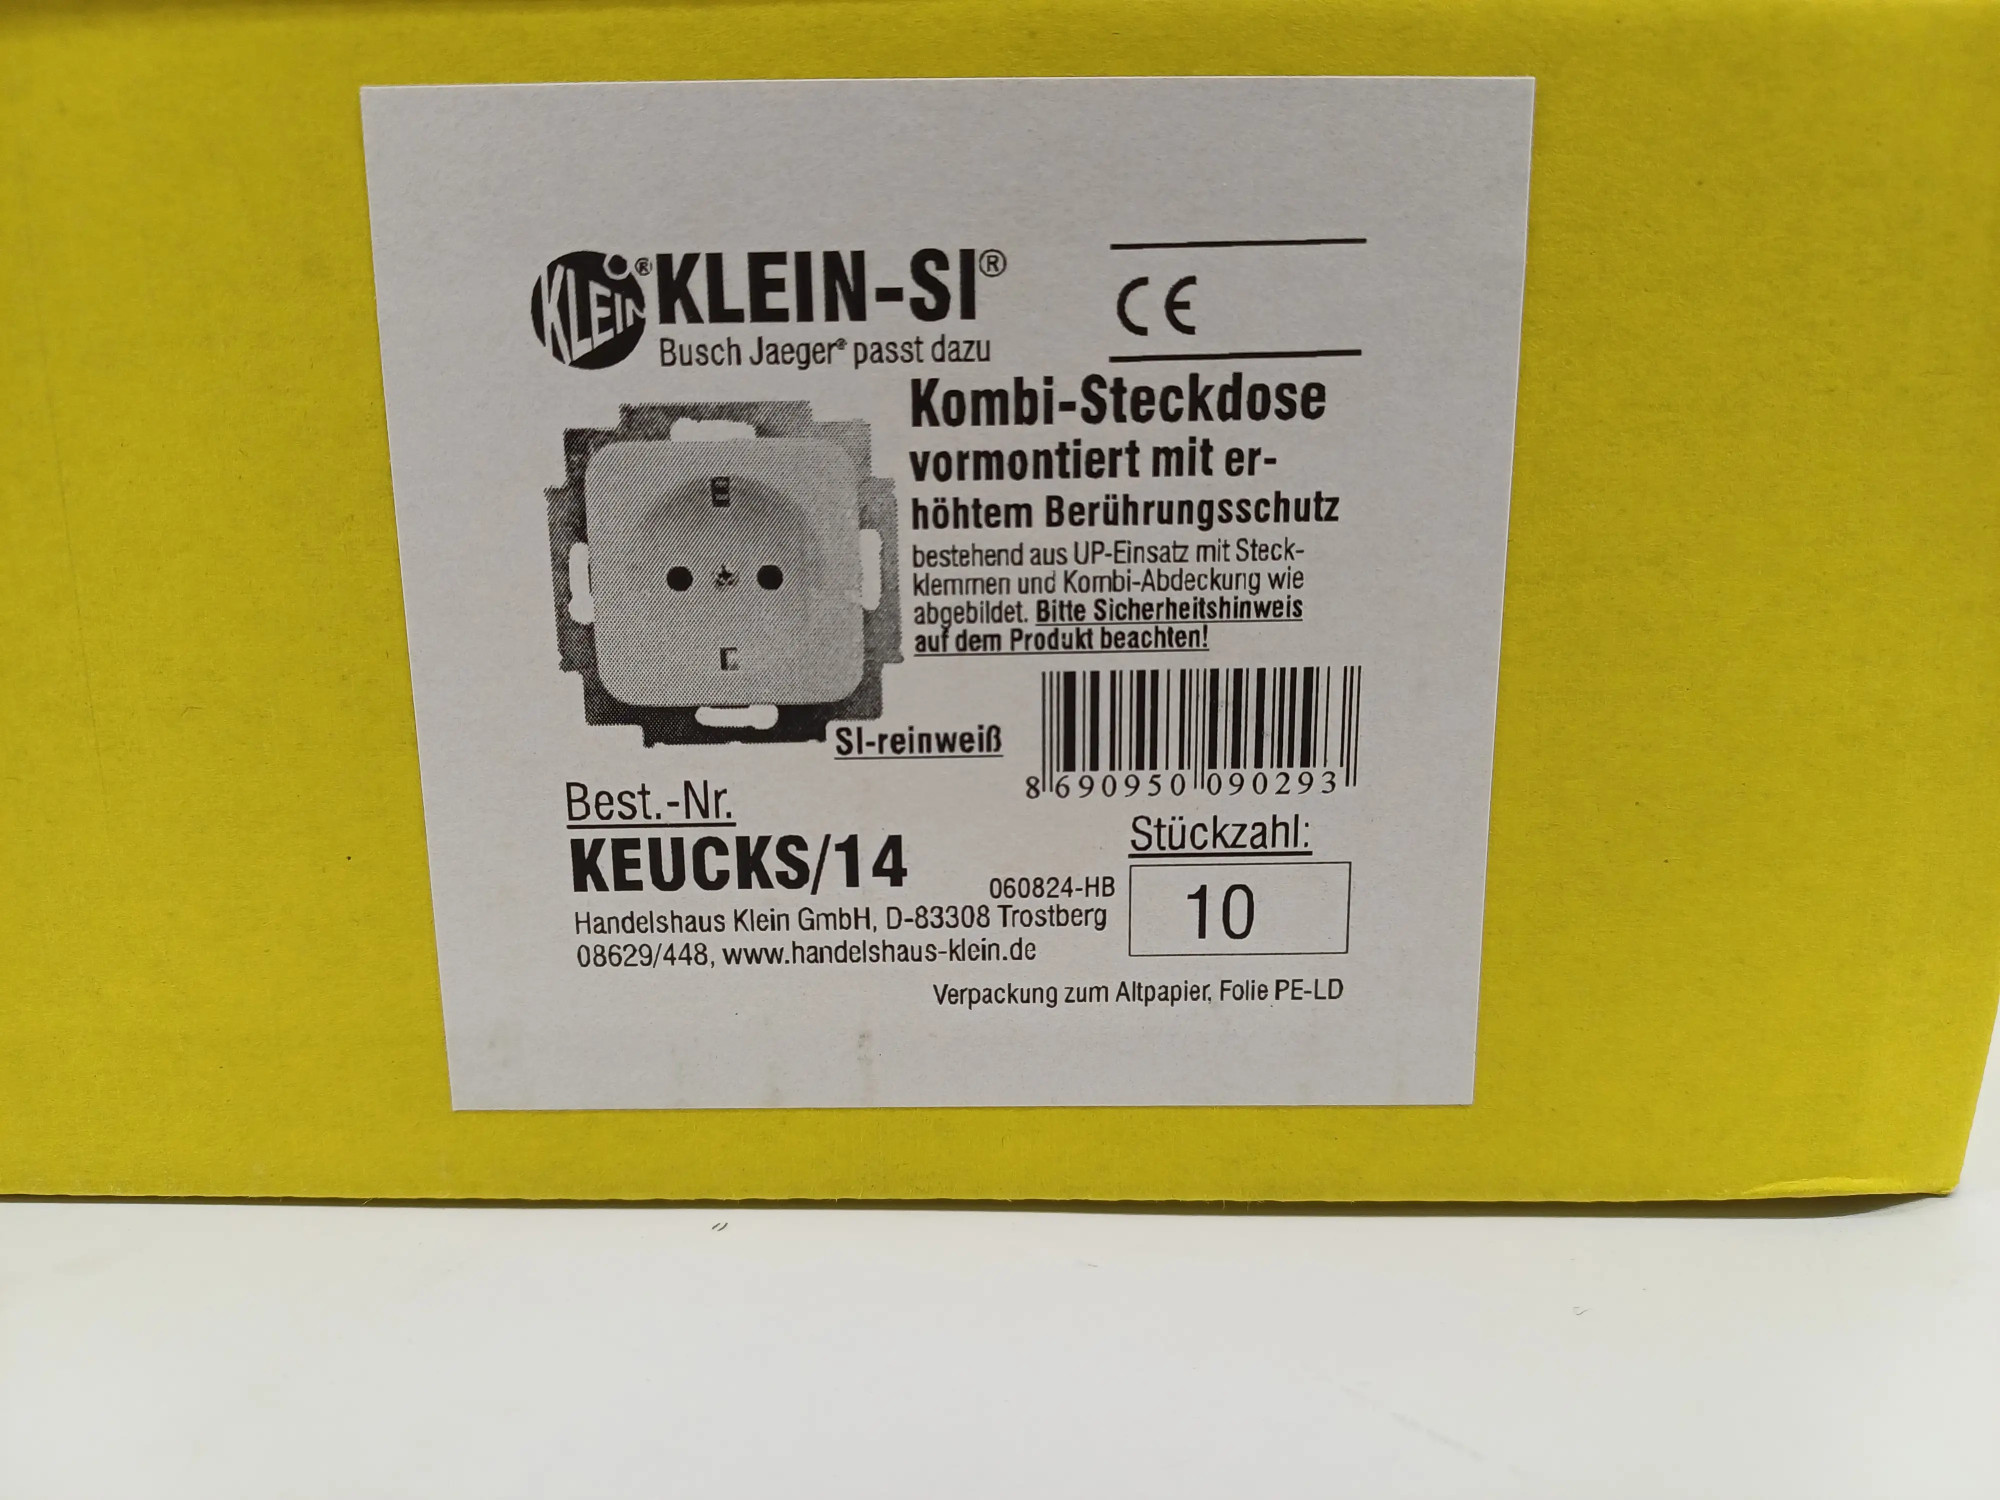 KLEIN® KLEIN-SI®
Busch Jaeger® passt dazu
CE
Kombi-Steckdose
vormontiert mit er-
höhtem Berührungsschutz
bestehend aus UP-Einsatz mit Steck-
klemmen und Kombi-Abdeckung wie
abgebildet. Bitte Sicherheitshinweis
auf dem Produkt beachten!
SI-reinweiß
8 690950 090293
Best.-Nr.
KEUCKS/14
Stückzahl:
10
060824-HB
Handelshaus Klein GmbH, D-83308 Trostberg
08629/448, www.handelshaus-klein.de
Verpackung zum Altpapier, Folie PE-LD